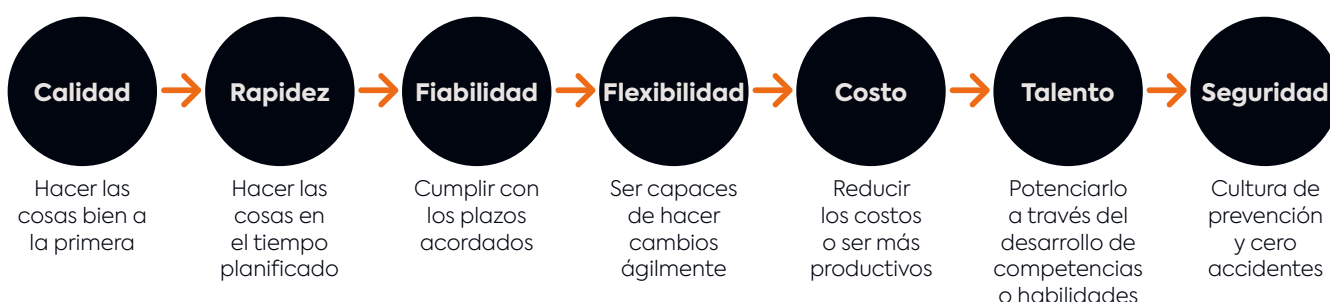 Calidad
Rapidez
Fiabilidad
Flexibilidad
Costo
Talento
Seguridad
Hacer las
cosas bien a
la primera
Hacer las
cosas en
el tiempo
planificado
Cumplir con
los plazos
acordados
Ser capaces
de hacer
cambios
ágilmente
Reducir
los costos
o ser más
productivos
Potenciarlo
a través del
desarrollo de
competencias
o habilidades
Cultura de
prevención
y cero
accidentes